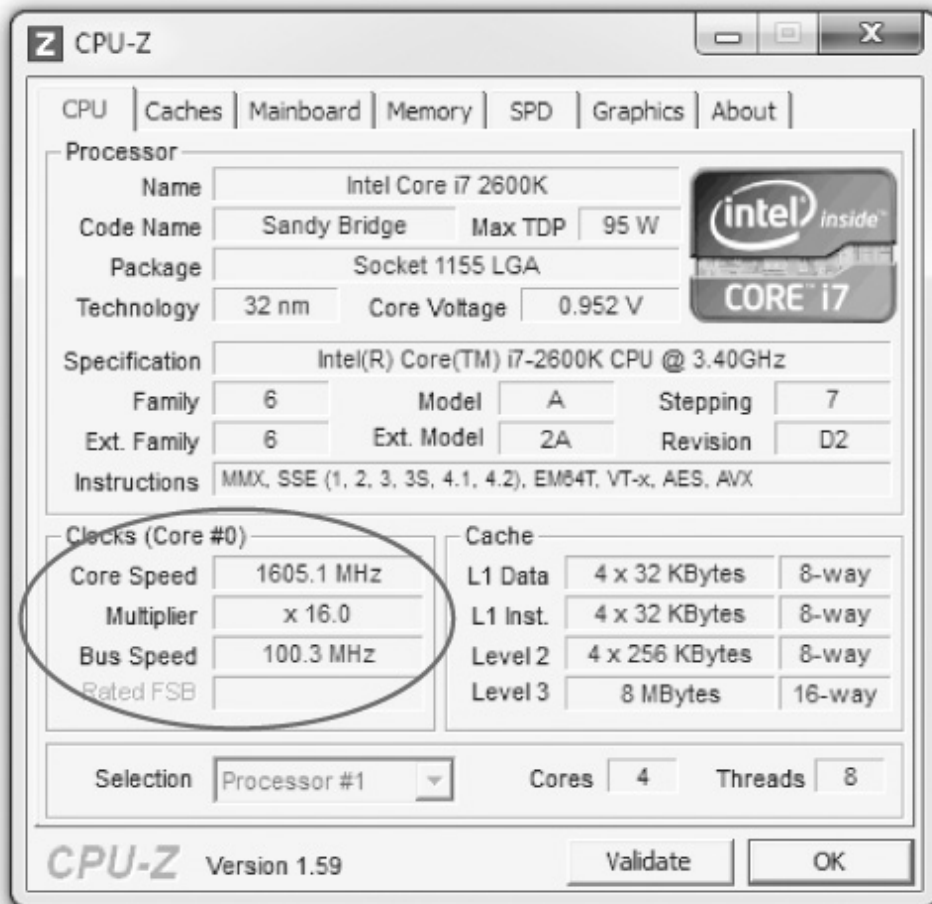 Z CPU-Z
CPU Caches Mainboard Memory SPD Graphics About
Processor
Name Intel Core i7 2600K
Code Name Sandy Bridge Max TDP 95 W
Package Socket 1155 LGA
Technology 32 nm Core Voltage 0.952 V
intel inside™
CORE™ i7
Specification Intel(R) Core(TM) i7-2600K CPU @ 3.40GHz
Family 6 Model A Stepping 7
Ext. Family 6 Ext. Model 2A Revision D2
Instructions MMX, SSE (1, 2, 3, 3S, 4.1, 4.2), EM64T, VT-x, AES, AVX
Clocks (Core #0)
Core Speed 1605.1 MHz
Multiplier x 16.0
Bus Speed 100.3 MHz
Rated FSB
Cache
L1 Data 4 x 32 KBytes 8-way
L1 Inst. 4 x 32 KBytes 8-way
Level 2 4 x 256 KBytes 8-way
Level 3 8 MBytes 16-way
Selection Processor #1 Cores 4 Threads 8
CPU-Z Version 1.59 Validate OK